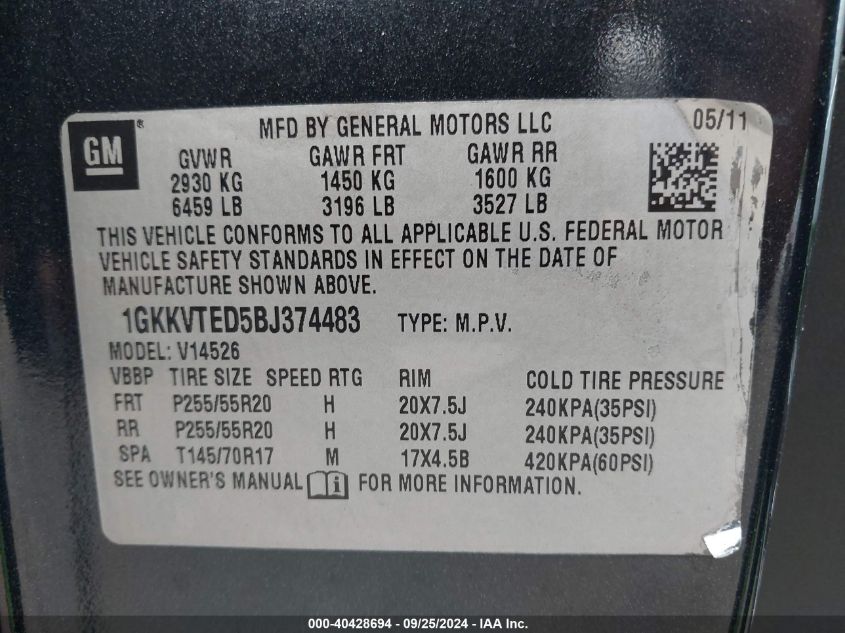 GM ®
MFD BY GENERAL MOTORS LLC 05/11
GVWR GAWR FRT GAWR RR
2930 KG 1450 KG 1600 KG
6459 LB 3196 LB 3527 LB
THIS VEHICLE CONFORMS TO ALL APPLICABLE U.S. FEDERAL MOTOR
VEHICLE SAFETY STANDARDS IN EFFECT ON THE DATE OF
MANUFACTURE SHOWN ABOVE.
1GKKVTED5BJ374483 TYPE: M.P.V.
MODEL: V14526
VBBP TIRE SIZE SPEED RTG RIM COLD TIRE PRESSURE
FRT P255/55R20 H 20X7.5J 240KPA(35PSI)
RR P255/55R20 H 20X7.5J 240KPA(35PSI)
SPA T145/70R17 M 17X4.5B 420KPA(60PSI)
SEE OWNER'S MANUAL i FOR MORE INFORMATION.
000-40428694 - 09/25/2024 - IAA Inc.